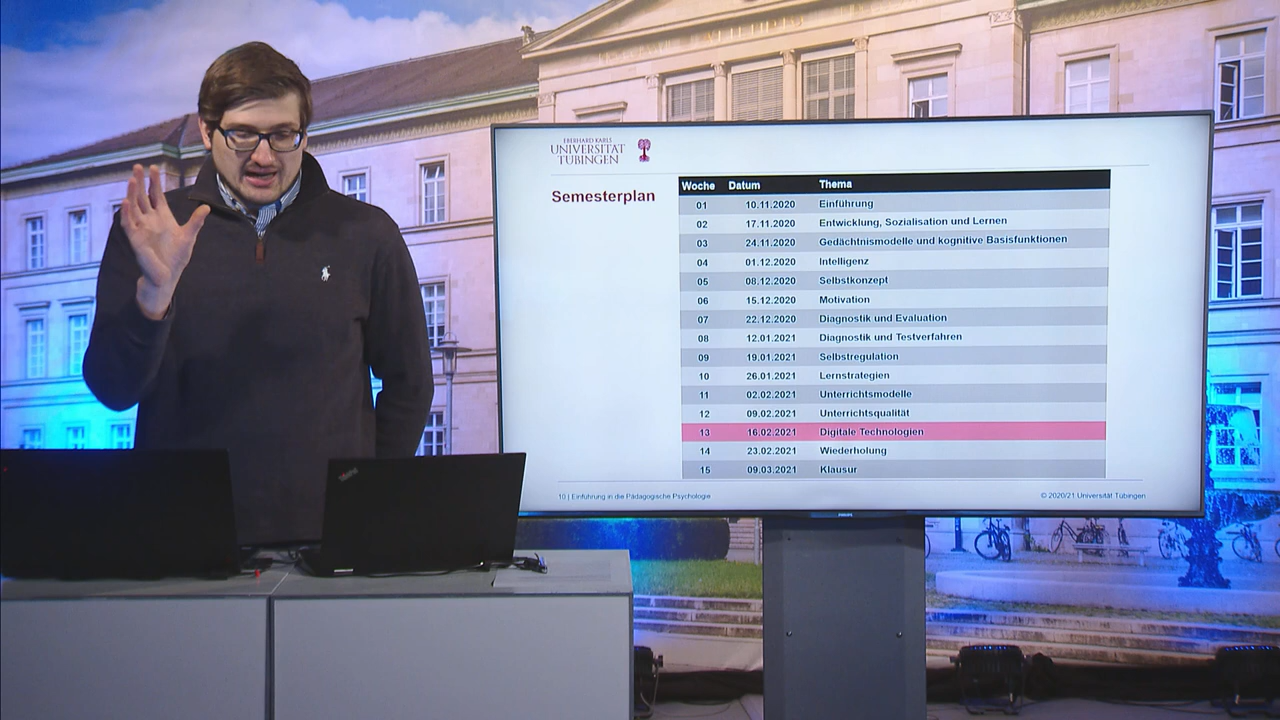 EBERHARD KARLS
UNIVERSITÄT
TÜBINGEN
Semesterplan
Woche Datum Thema
01 10.11.2020 Einführung
02 17.11.2020 Entwicklung, Sozialisation und Lernen
03 24.11.2020 Gedächtnismodelle und kognitive Basisfunktionen
04 01.12.2020 Intelligenz
05 08.12.2020 Selbstkonzept
06 15.12.2020 Motivation
07 22.12.2020 Diagnostik und Evaluation
08 12.01.2021 Diagnostik und Testverfahren
09 19.01.2021 Selbstregulation
10 26.01.2021 Lernstrategien
11 02.02.2021 Unterrichtsmodelle
12 09.02.2021 Unterrichtsqualität
13 16.02.2021 Digitale Technologien
14 23.02.2021 Wiederholung
15 09.03.2021 Klausur
10 | Einführung in die Pädagogische Psychologie
© 2020/21 Universität Tübingen
ThinkPad